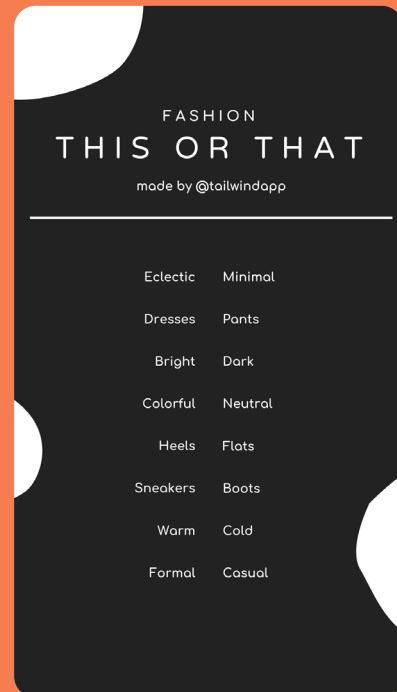 FASHION
THIS OR THAT
made by @tailwindapp
Eclectic Minimal
Dresses Pants
Bright Dark
Colorful Neutral
Heels Flats
Sneakers Boots
Warm Cold
Formal Casual